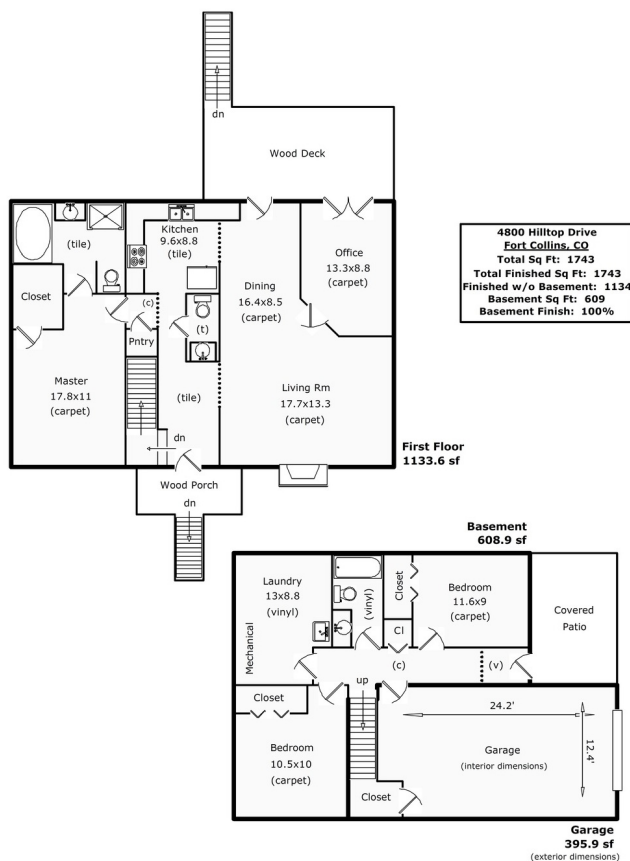 dn
Wood Deck
Kitchen
9.6x8.8
(tile)
(tile)
Office
13.3x8.8
(carpet)
Dining
16.4x8.5
(carpet)
Closet
(c)
(t)
Pntry
Master
17.8x11
(carpet)
(tile)
Living Rm
17.7x13.3
(carpet)
dn
Wood Porch
dn
First Floor
1133.6 sf
4800 Hilltop Drive
Fort Collins, CO
Total Sq Ft: 1743
Total Finished Sq Ft: 1743
Finished w/o Basement: 1134
Basement Sq Ft: 609
Basement Finish: 100%
Basement
608.9 sf
Laundry
13x8.8
(vinyl)
Mechanical
(vinyl)
Closet
Bedroom
11.6x9
(carpet)
Cl
Covered
Patio
(c)
(v)
up
Closet
Bedroom
10.5x10
(carpet)
24.2'
12.4'
Garage
(interior dimensions)
Closet
Garage
395.9 sf
(exterior dimensions)